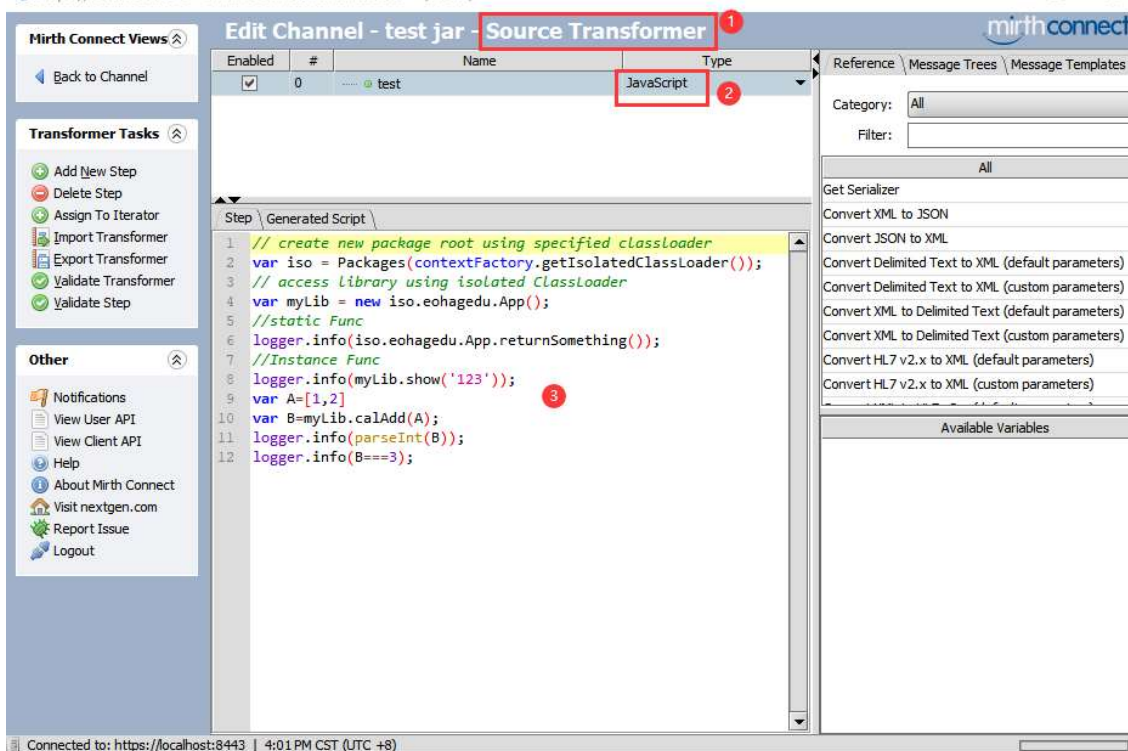 Mirth Connect Views
Back to Channel
Transformer Tasks
Add New Step
Delete Step
Assign To Iterator
Import Transformer
Export Transformer
Validate Transformer
Validate Step
Other
Notifications
View User API
View Client API
Help
About Mirth Connect
Visit nextgen.com
Report Issue
Logout
Edit Channel - test jar - Source Transformer
1
mirth connect
Enabled # Name Type
0 test JavaScript
2
Step Generated Script
1 // create new package root using specified classloader
2 var iso = Packages(contextFactory.getIsolatedClassLoader());
3 // access library using isolated ClassLoader
4 var myLib = new iso.eohagedu.App();
5 //static Func
6 logger.info(iso.eohagedu.App.returnSomething());
7 //Instance Func
8 logger.info(myLib.show('123'));
9 var A=[1,2]
10 var B=myLib.calAdd(A);
11 logger.info(parseInt(B));
12 logger.info(B===3);
3
Reference Message Trees Message Templates
Category: All
Filter:
All
Get Serializer
Convert XML to JSON
Convert JSON to XML
Convert Delimited Text to XML (default parameters)
Convert Delimited Text to XML (custom parameters)
Convert XML to Delimited Text (default parameters)
Convert XML to Delimited Text (custom parameters)
Convert HL7 v2.x to XML (default parameters)
Convert HL7 v2.x to XML (custom parameters)
Available Variables
Connected to: https://localhost:8443 | 4:01 PM CST (UTC +8)